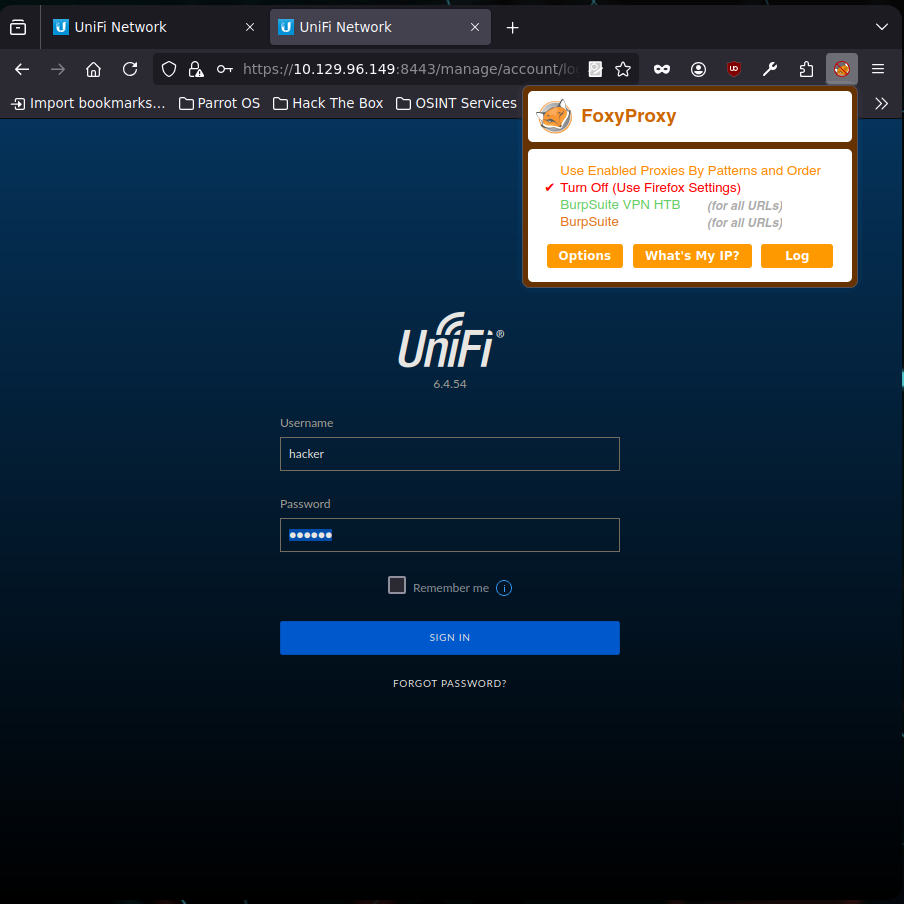 UniFi Network
UniFi Network
https://10.129.96.149:8443/manage/account/lo
Import bookmarks...
Parrot OS
Hack The Box
OSINT Services
FoxyProxy
Use Enabled Proxies By Patterns and Order
✔ Turn Off (Use Firefox Settings)
BurpSuite VPN HTB (for all URLs)
BurpSuite (for all URLs)
Options What's My IP? Log
UniFi®
6.4.54
Username
hacker
Password
••••••
Remember me
SIGN IN
FORGOT PASSWORD?